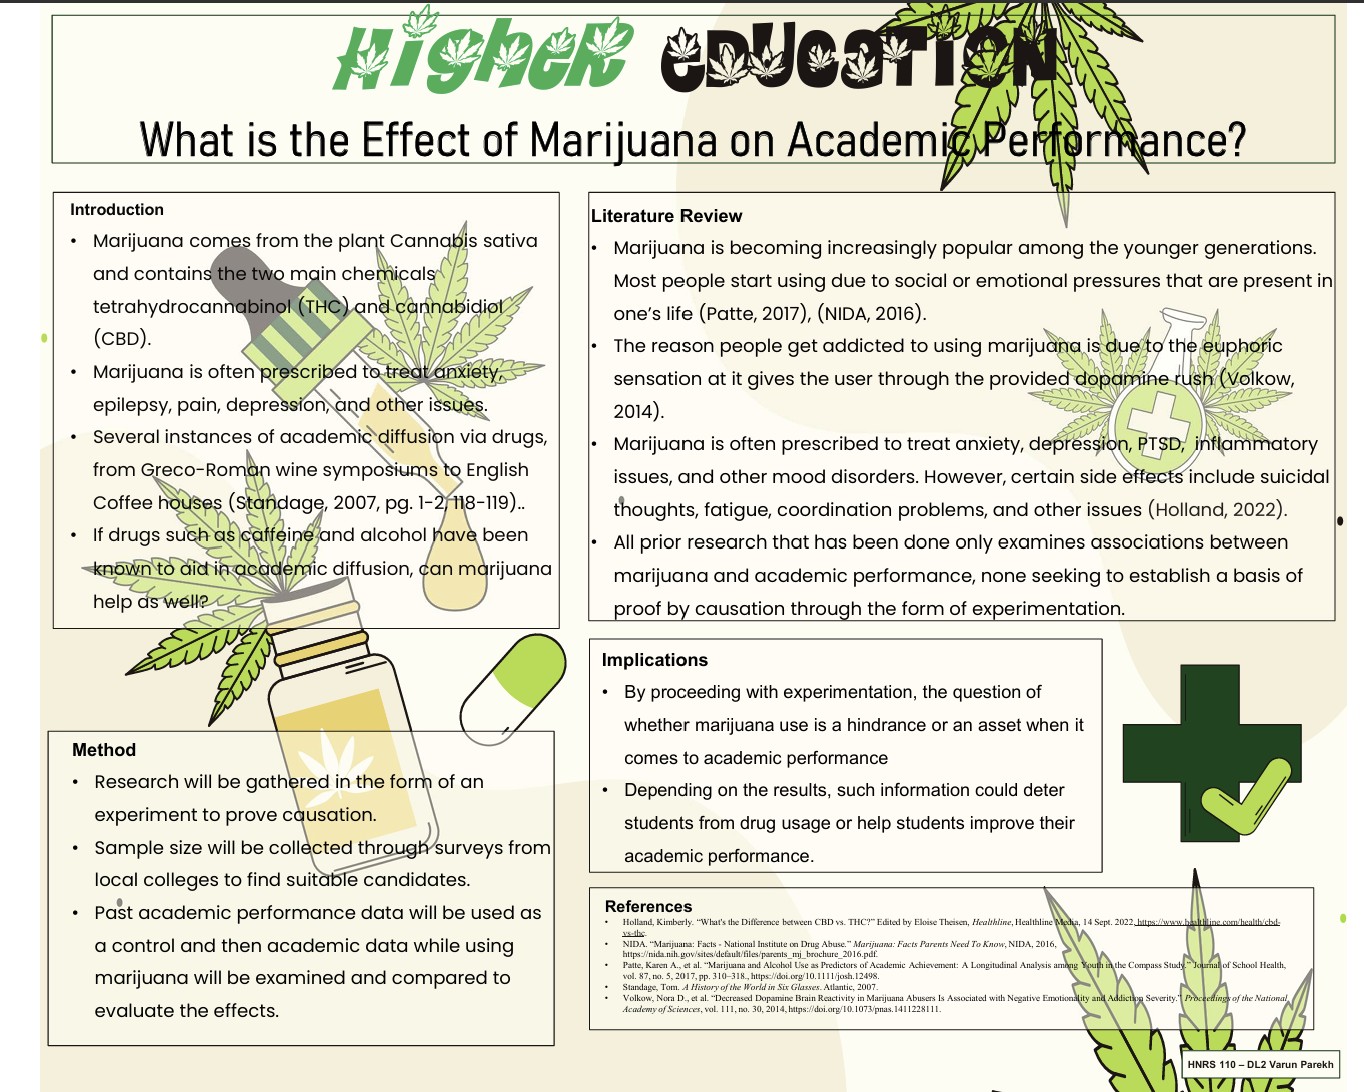 HigheR eDUcaTioN
What is the Effect of Marijuana on Academic Performance?
Introduction
• Marijuana comes from the plant Cannabis sativa
and contains the two main chemicals
tetrahydrocannabinol (THC) and cannabidiol
(CBD).
• Marijuana is often prescribed to treat anxiety,
epilepsy, pain, depression, and other issues.
• Several instances of academic diffusion via drugs,
from Greco-Roman wine symposiums to English
Coffee houses (Standage, 2007, pg. 1-2, 118-119)..
• If drugs such as caffeine and alcohol have been
known to aid in academic diffusion, can marijuana
help as well?
Method
• Research will be gathered in the form of an
experiment to prove causation.
• Sample size will be collected through surveys from
local colleges to find suitable candidates.
• Past academic performance data will be used as
a control and then academic data while using
marijuana will be examined and compared to
evaluate the effects.
Literature Review
• Marijuana is becoming increasingly popular among the younger generations.
Most people start using due to social or emotional pressures that are present in
one's life (Patte, 2017), (NIDA, 2016).
• The reason people get addicted to using marijuana is due to the euphoric
sensation at it gives the user through the provided dopamine rush (Volkow,
2014).
• Marijuana is often prescribed to treat anxiety, depression, PTSD, inflammatory
issues, and other mood disorders. However, certain side effects include suicidal
thoughts, fatigue, coordination problems, and other issues (Holland, 2022).
• All prior research that has been done only examines associations between
marijuana and academic performance, none seeking to establish a basis of
proof by causation through the form of experimentation.
Implications
• By proceeding with experimentation, the question of
whether marijuana use is a hindrance or an asset when it
comes to academic performance
• Depending on the results, such information could deter
students from drug usage or help students improve their
academic performance.
References
• Holland, Kimberly. “What's the Difference between CBD vs. THC?” Edited by Eloise Theisen, Healthline, Healthline Media, 14 Sept. 2022, https://www.healthline.com/health/cbd-
vs-thc.
• NIDA. “Marijuana: Facts - National Institute on Drug Abuse.” Marijuana: Facts Parents Need To Know, NIDA, 2016,
https://nida.nih.gov/sites/default/files/parents_mj_brochure_2016.pdf.
• Patte, Karen A., et al. “Marijuana and Alcohol Use as Predictors of Academic Achievement: A Longitudinal Analysis among Youth in the Compass Study.” Journal of School Health,
vol. 87, no. 5, 2017, pp. 310–318., https://doi.org/10.1111/josh.12498.
• Standage, Tom. A History of the World in Six Glasses. Atlantic, 2007.
• Volkow, Nora D., et al. “Decreased Dopamine Brain Reactivity in Marijuana Abusers Is Associated with Negative Emotionality and Addiction Severity.” Proceedings of the National
Academy of Sciences, vol. 111, no. 30, 2014, https://doi.org/10.1073/pnas.1411228111.
HNRS 110 – DL2 Varun Parekh